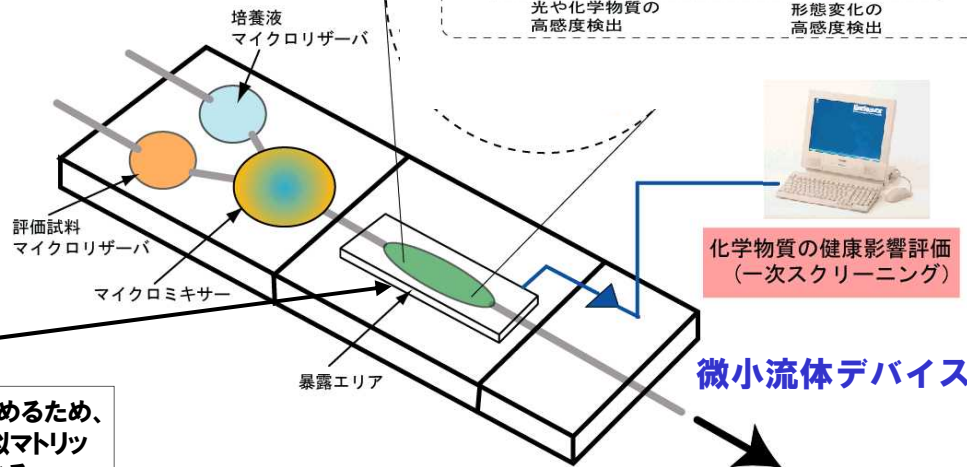 光や化学物質の
高感度検出
形態変化の
高感度検出
培養液
マイクロリザーバ
評価試料
マイクロリザーバ
マイクロミキサー
暴露エリア
化学物質の健康影響評価
（一次スクリーニング）
微小流体デバイス
めるため、
似マトリッ